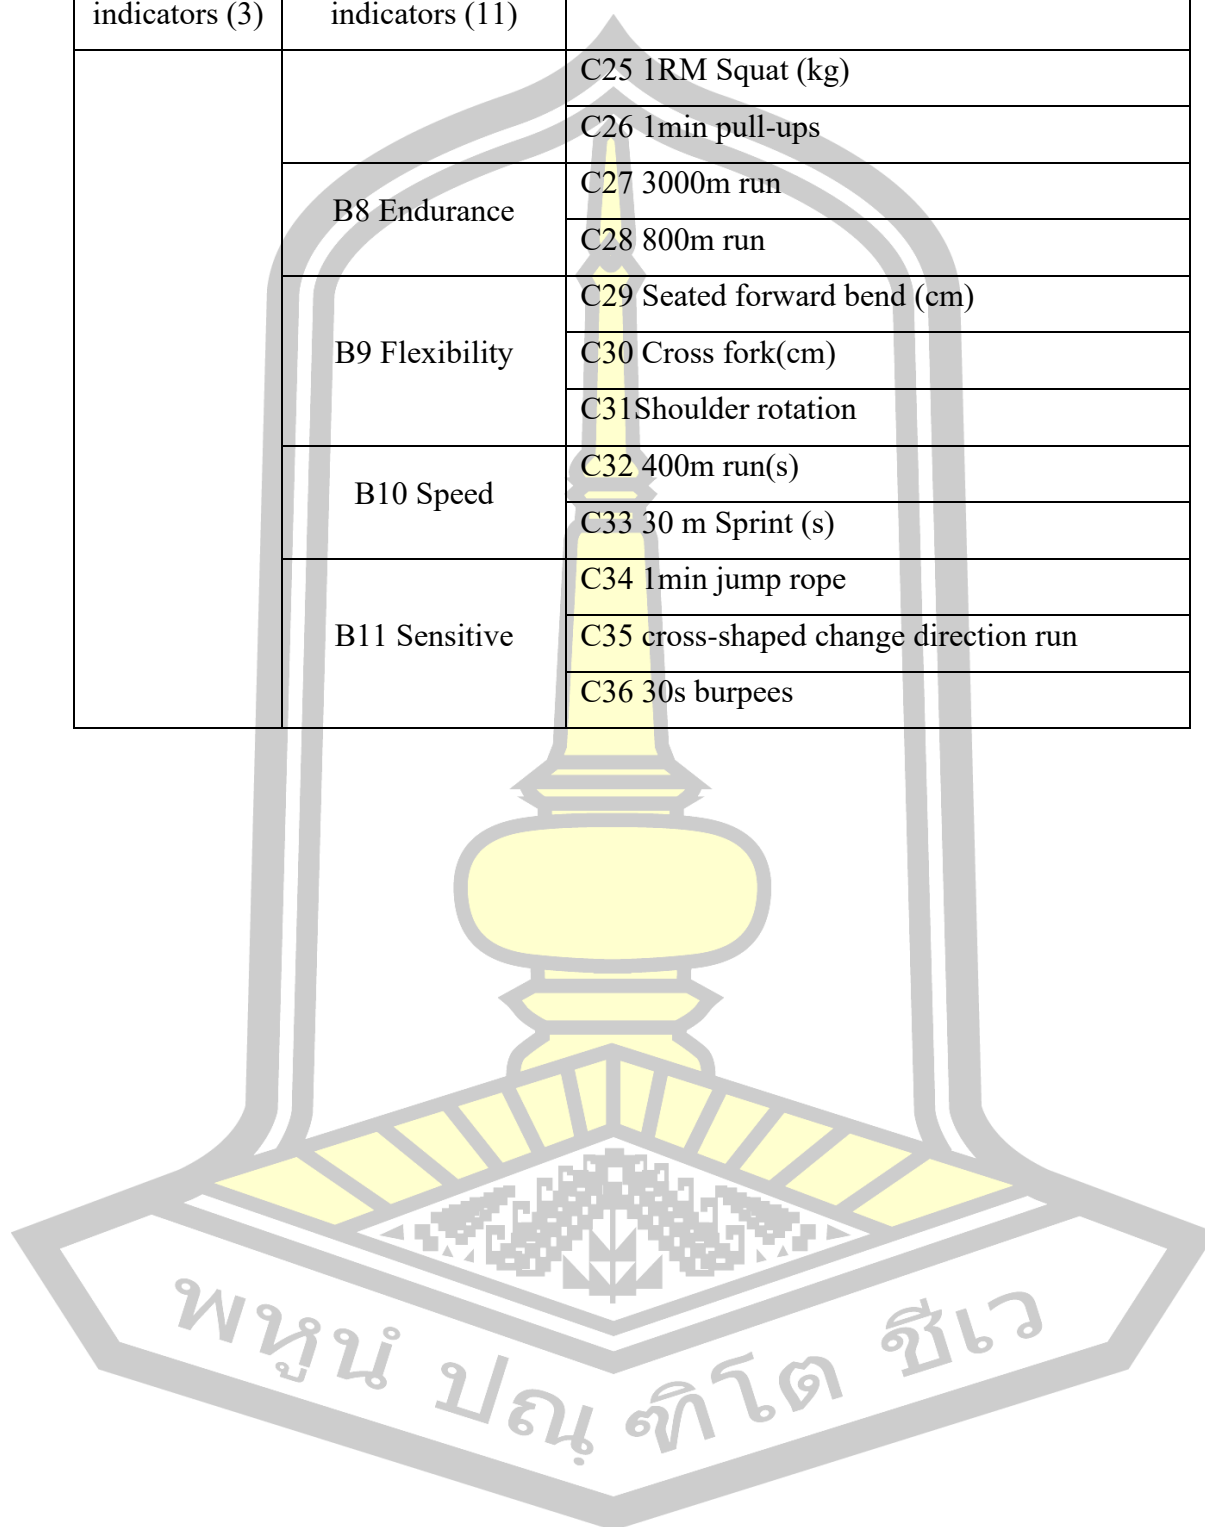 indicators (3) indicators (11)
C25 1RM Squat (kg)
C26 1min pull-ups
B8 Endurance
C27 3000m run
C28 800m run
B9 Flexibility
C29 Seated forward bend (cm)
C30 Cross fork(cm)
C31Shoulder rotation
B10 Speed
C32 400m run(s)
C33 30 m Sprint (s)
B11 Sensitive
C34 1min jump rope
C35 cross-shaped change direction run
C36 30s burpees
พหูนํ ปณฺฑิโต ชีเว